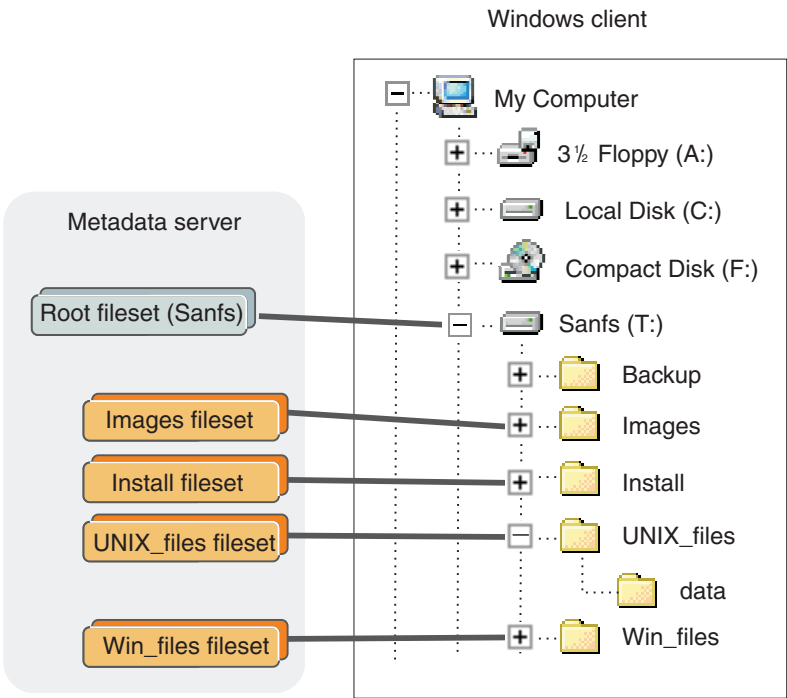 Windows client
My Computer
3½ Floppy (A:)
Local Disk (C:)
Metadata server
Compact Disk (F:)
Root fileset (Sanfs)
Sanfs (T:)
Backup
Images fileset
Images
Install fileset
Install
UNIX_files fileset
UNIX_files
data
Win_files fileset
Win_files